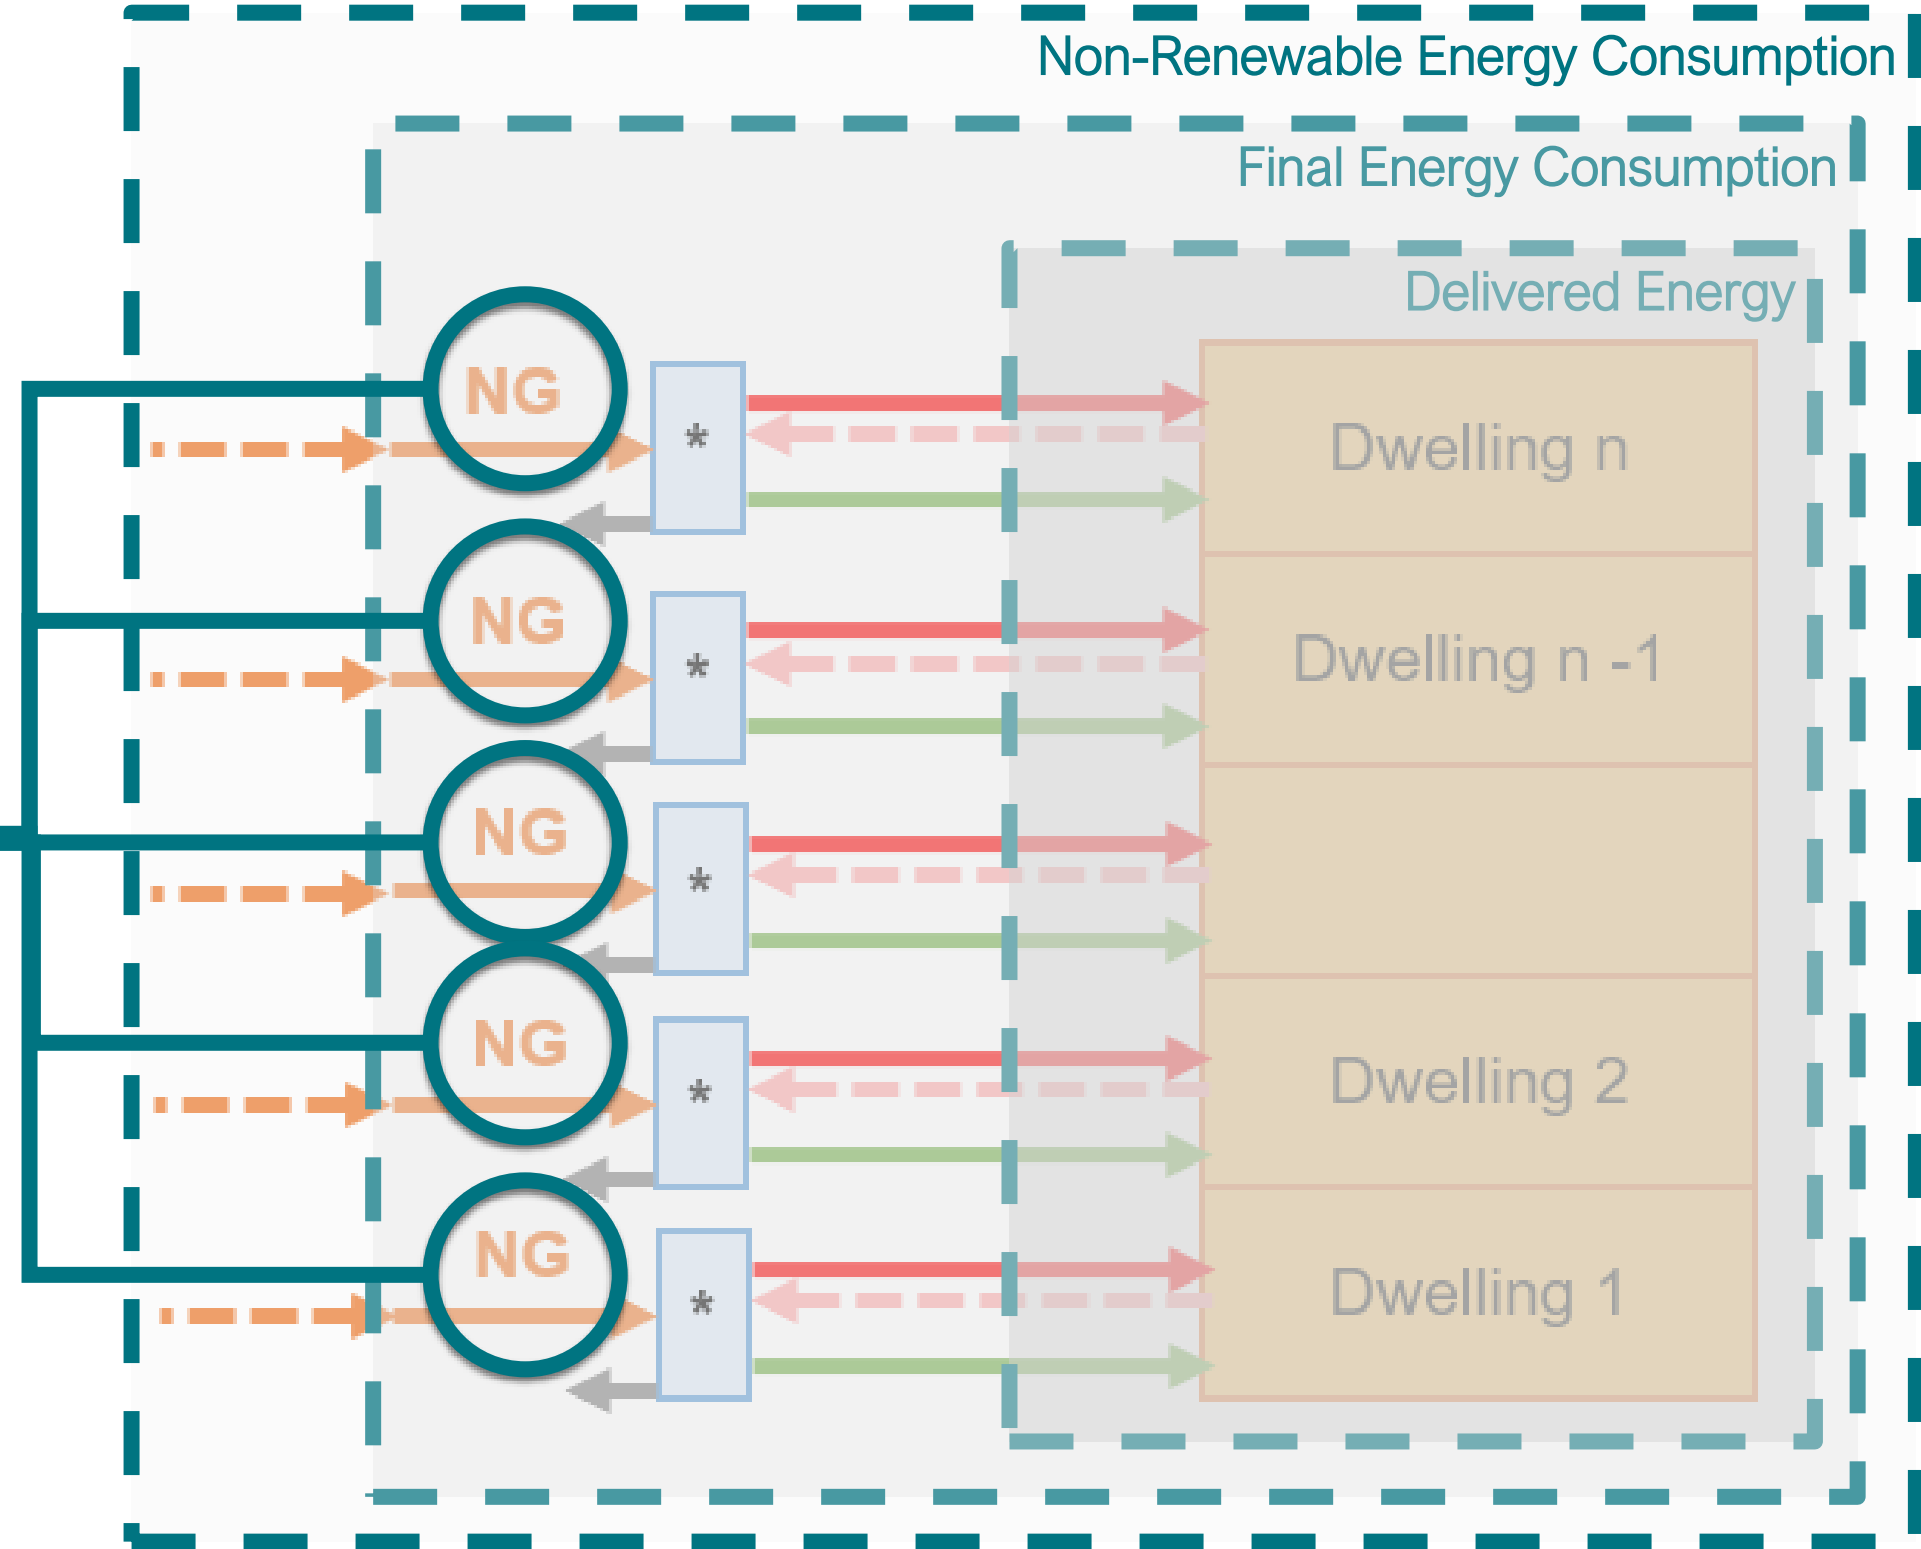 Non-Renewable Energy Consumption
Final Energy Consumption
Delivered Energy
NG
*
Dwelling n
NG
*
Dwelling n -1
NG
*
NG
*
Dwelling 2
NG
*
Dwelling 1